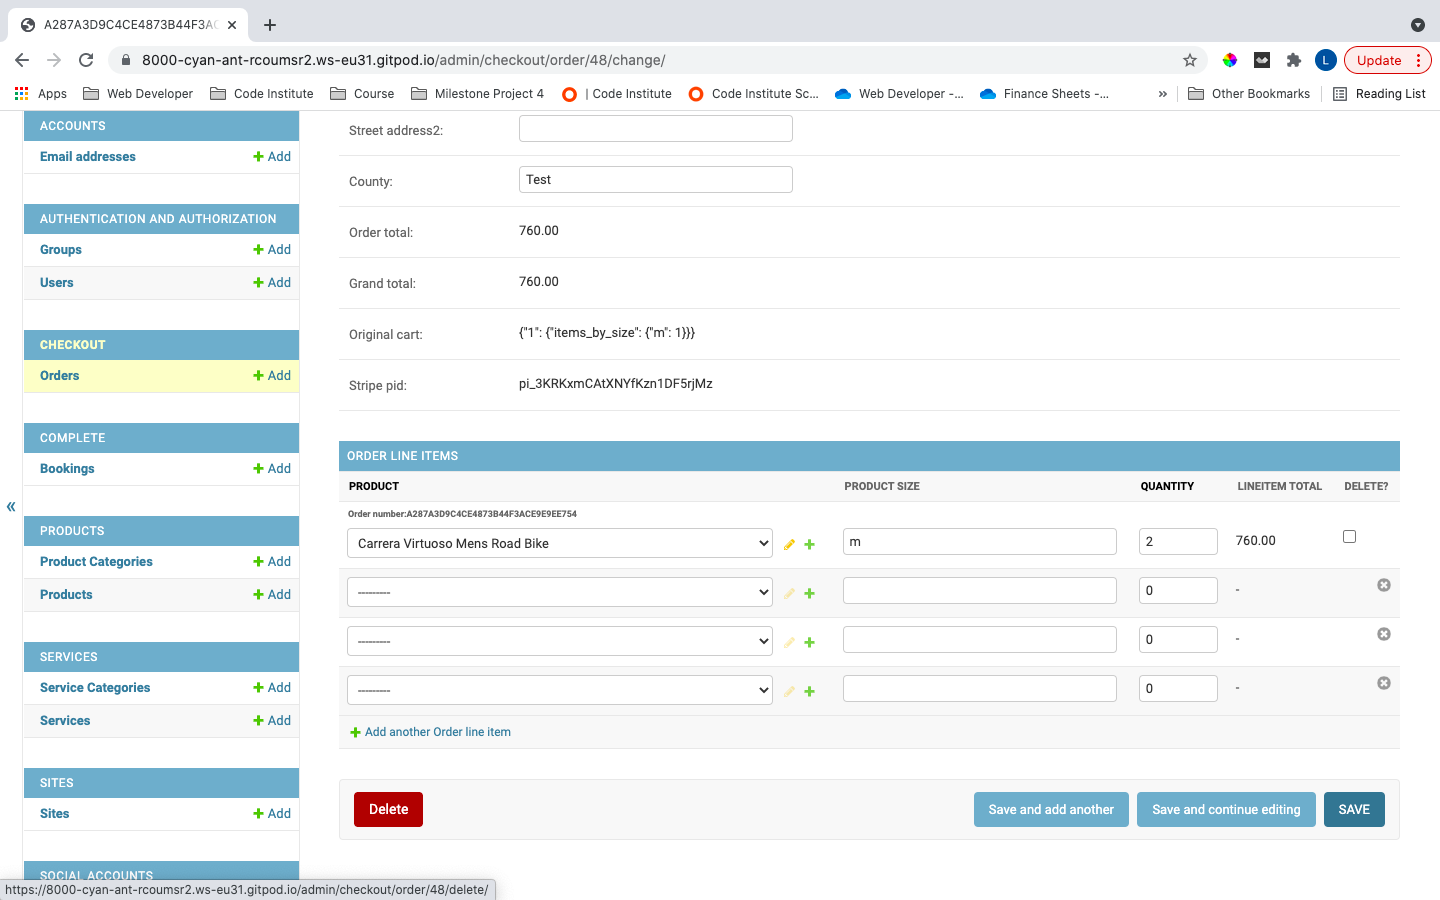 A287A3D9C4CE4873B44F3AC
8000-cyan-ant-rcoumsr2.ws-eu31.gitpod.io/admin/checkout/order/48/change/
L
Update
Apps
Web Developer
Code Institute
Course
Milestone Project 4
| Code Institute
Code Institute Sc...
Web Developer -...
Finance Sheets -...
»
Other Bookmarks
Reading List
ACCOUNTS
Email addresses
Add
AUTHENTICATION AND AUTHORIZATION
Groups
Add
Users
Add
CHECKOUT
Orders
Add
COMPLETE
Bookings
Add
«
PRODUCTS
Product Categories
Add
Products
Add
SERVICES
Service Categories
Add
Services
Add
SITES
Sites
Add
SOCIAL ACCOUNTS
Street address2:
County:
Test
Order total:
760.00
Grand total:
760.00
Original cart:
{"1": {"items_by_size": {"m": 1}}}
Stripe pid:
pi_3KRKxmCAtXNYfKzn1DF5rjMz
ORDER LINE ITEMS
PRODUCT PRODUCT SIZE QUANTITY LINEITEM TOTAL DELETE?
Order number:A287A3D9C4CE4873B44F3ACE9E9EE754
Carrera Virtuoso Mens Road Bike m 2 760.00
--------- 0 -
--------- 0 -
--------- 0 -
Add another Order line item
Delete
Save and add another
Save and continue editing
SAVE
https://8000-cyan-ant-rcoumsr2.ws-eu31.gitpod.io/admin/checkout/order/48/delete/